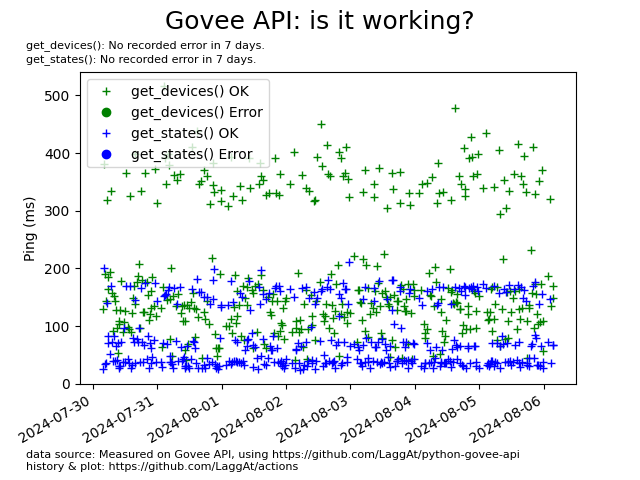 Govee API: is it working?
get_devices(): No recorded error in 7 days.
get_states(): No recorded error in 7 days.
get_devices() OK
get_devices() Error
get_states() OK
get_states() Error
500
400
300
200
100
0
Ping (ms)
2024-07-30
2024-07-31
2024-08-01
2024-08-02
2024-08-03
2024-08-04
2024-08-05
2024-08-06
data source: Measured on Govee API, using https://github.com/LaggAt/python-govee-api
history & plot: https://github.com/LaggAt/actions